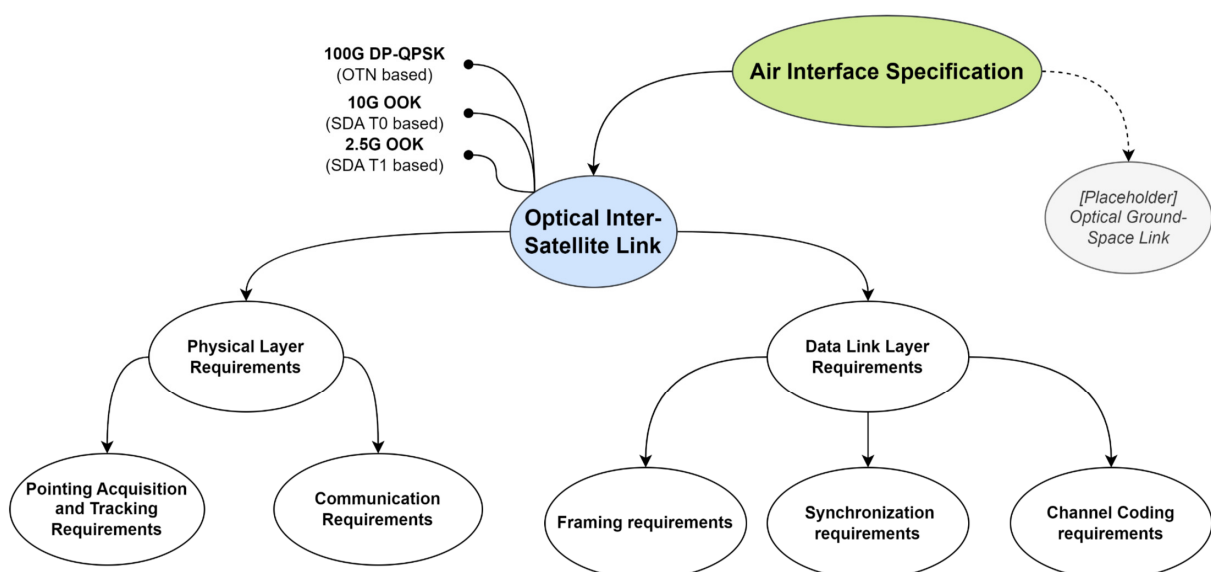 100G DP-QPSK
(OTN based)
10G OOK
(SDA T0 based)
2.5G OOK
(SDA T1 based)
Air Interface Specification
[Placeholder]
Optical Ground-
Space Link
Optical Inter-
Satellite Link
Physical Layer
Requirements
Data Link Layer
Requirements
Pointing Acquisition
and Tracking
Requirements
Communication
Requirements
Framing requirements
Synchronization
requirements
Channel Coding
requirements